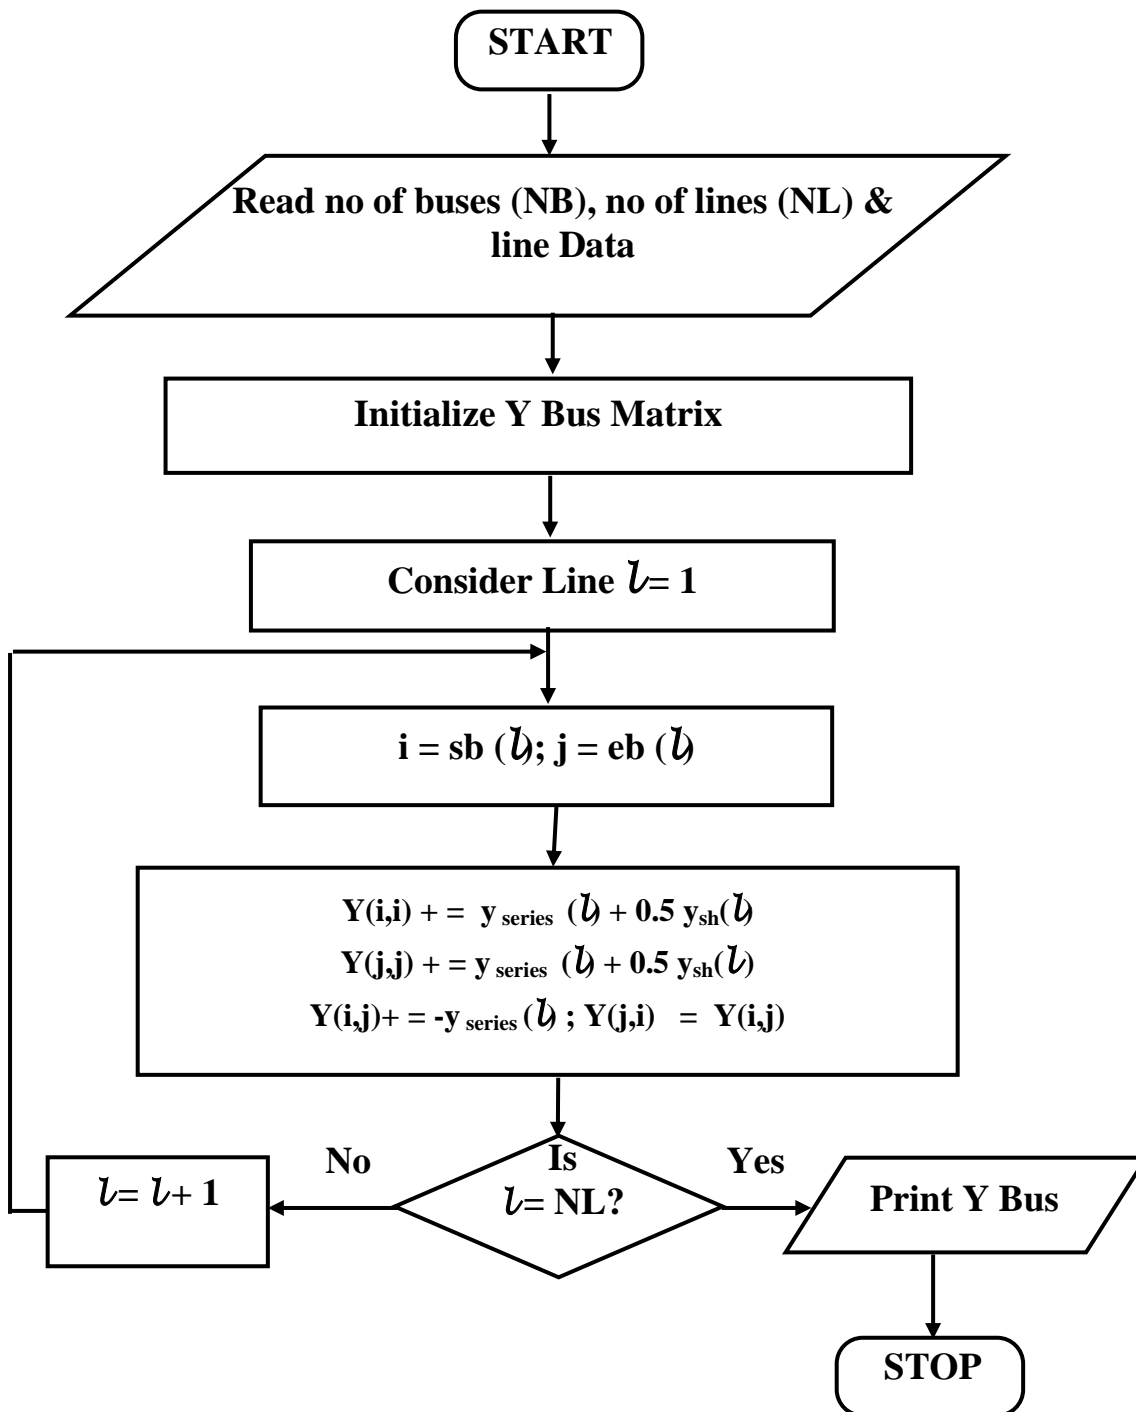 START
Read no of buses (NB), no of lines (NL) &
line Data
Initialize Y Bus Matrix
Consider Line l= 1
i = sb (l); j = eb (l)
Y(i,i) + = y series (l) + 0.5 ysh(l)
Y(j,j) + = y series (l) + 0.5 ysh(l)
Y(i,j)+ = -y series (l) ; Y(j,i) = Y(i,j)
No
Is
Yes
l= l+ 1
l= NL?
Print Y Bus
STOP